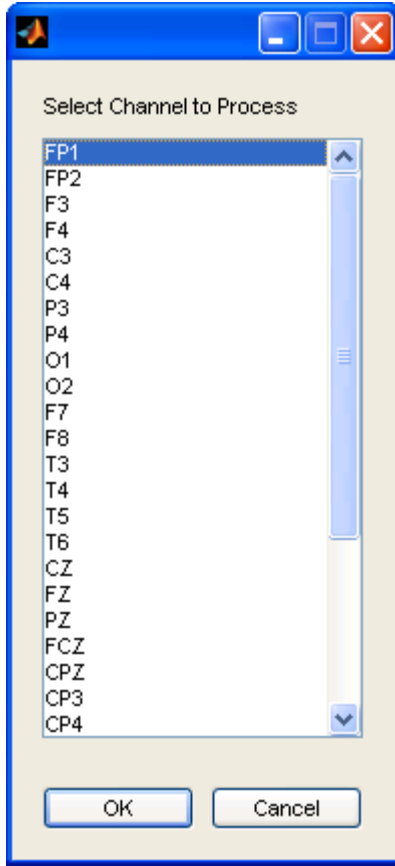 Select Channel to Process
FP1
FP2
F3
F4
C3
C4
P3
P4
O1
O2
F7
F8
T3
T4
T5
T6
CZ
FZ
PZ
FCZ
CPZ
CP3
CP4
OK Cancel